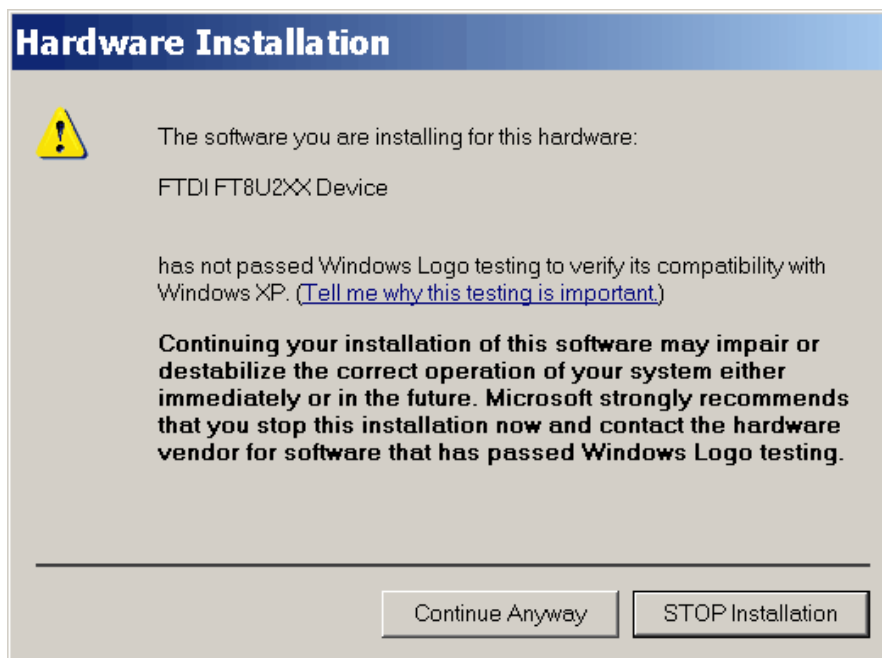 Hardware Installation
The software you are installing for this hardware:
FTDI FT8U2XX Device
has not passed Windows Logo testing to verify its compatibility with
Windows XP. (Tell me why this testing is important.)
Continuing your installation of this software may impair or
destabilize the correct operation of your system either
immediately or in the future. Microsoft strongly recommends
that you stop this installation now and contact the hardware
vendor for software that has passed Windows Logo testing.
Continue Anyway
STOP Installation